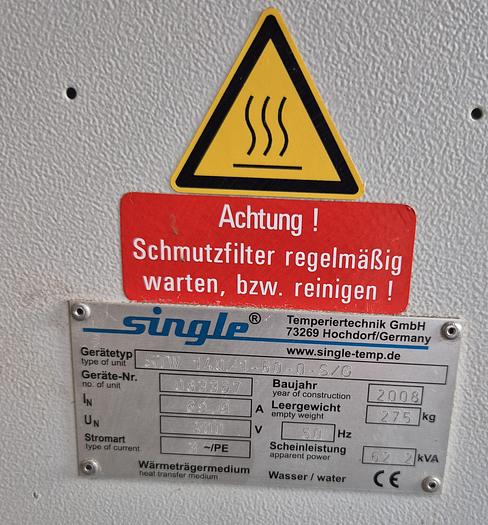 Achtung !
Schmutzfilter regelmäßig
warten, bzw. reinigen !
single®
Temperiertechnik GmbH
73269 Hochdorf/Germany
www.single-temp.de
Gerätetyp
type of unit
Geräte-Nr.
no. of unit
Baujahr 2008
year of construction
IN A
Leergewicht 275 kg
empty weight
UN V
Hz
Stromart ~/PE
type of current
Scheinleistung kVA
apparent power
Wärmeträgermedium
heat transfer medium
Wasser / water
CE